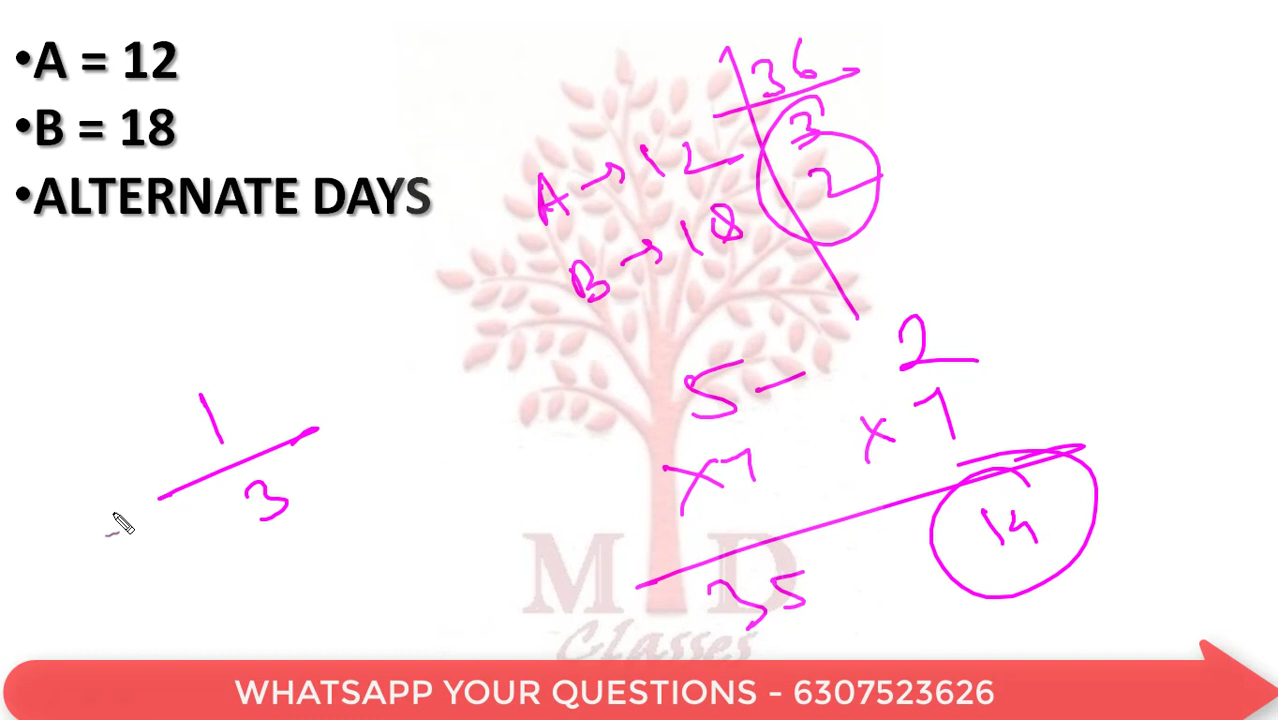 •A = 12
•B = 18
•ALTERNATE DAYS
36
3
A → 12
2
B → 18
5 – 2
×7 ×7
35 14
1
3
M D
Classes
WHATSAPP YOUR QUESTIONS - 6307523626